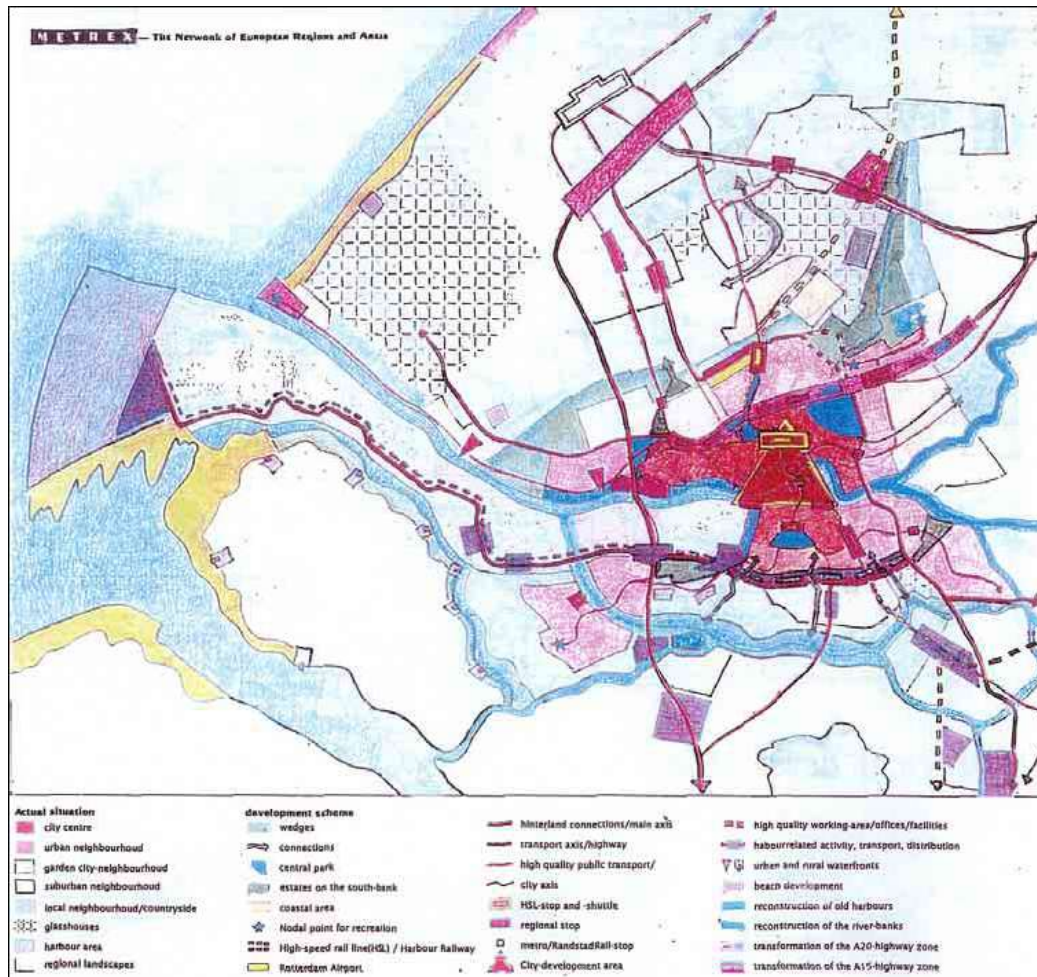 METREX — The Network of European Regions and Areas
Actual situation
city centre
urban neighbourhoud
garden city-neighbourhoud
suburban neighbourhoud
local neighbourhoud/countryside
glasshouses
harbour area
regional landscapes
development scheme
wedges
connections
central park
estates on the south-bank
coastal area
Nodal point for recreation
High-speed rail line(HSL) / Harbour Railway
Rotterdam Airport
hinterland connections/main axis
transport axis/highway
high quality public transport/
city axis
HSL-stop and -shuttle
regional stop
metro/RandstadRail-stop
City-development area
high quality working-area/offices/facilities
habourrelated activity, transport, distribution
urban and rural waterfronts
beach development
reconstruction of old harbours
reconstruction of the river-banks
transformation of the A20-highway zone
transformation of the A15-highway zone